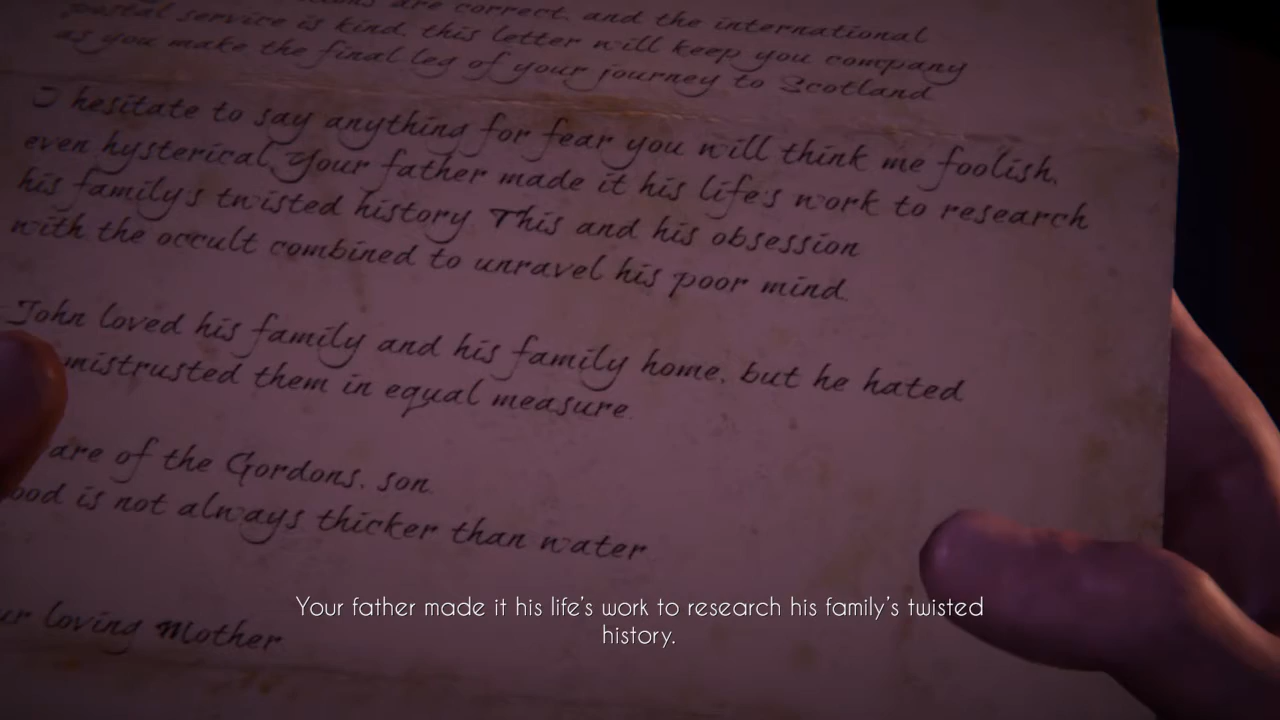 are correct, and the international
postal service is kind, this letter will keep you company
as you make the final leg of your journey to Scotland
I hesitate to say anything for fear you will think me foolish,
even hysterical. Your father made it his life's work to research
his family's twisted history. This and his obsession
with the occult combined to unravel his poor mind.
John loved his family and his family home, but he hated
mistrusted them in equal measure.
are of the Gordons, son.
ood is not always thicker than water
ur loving Mother
Your father made it his life's work to research his family's twisted
history.